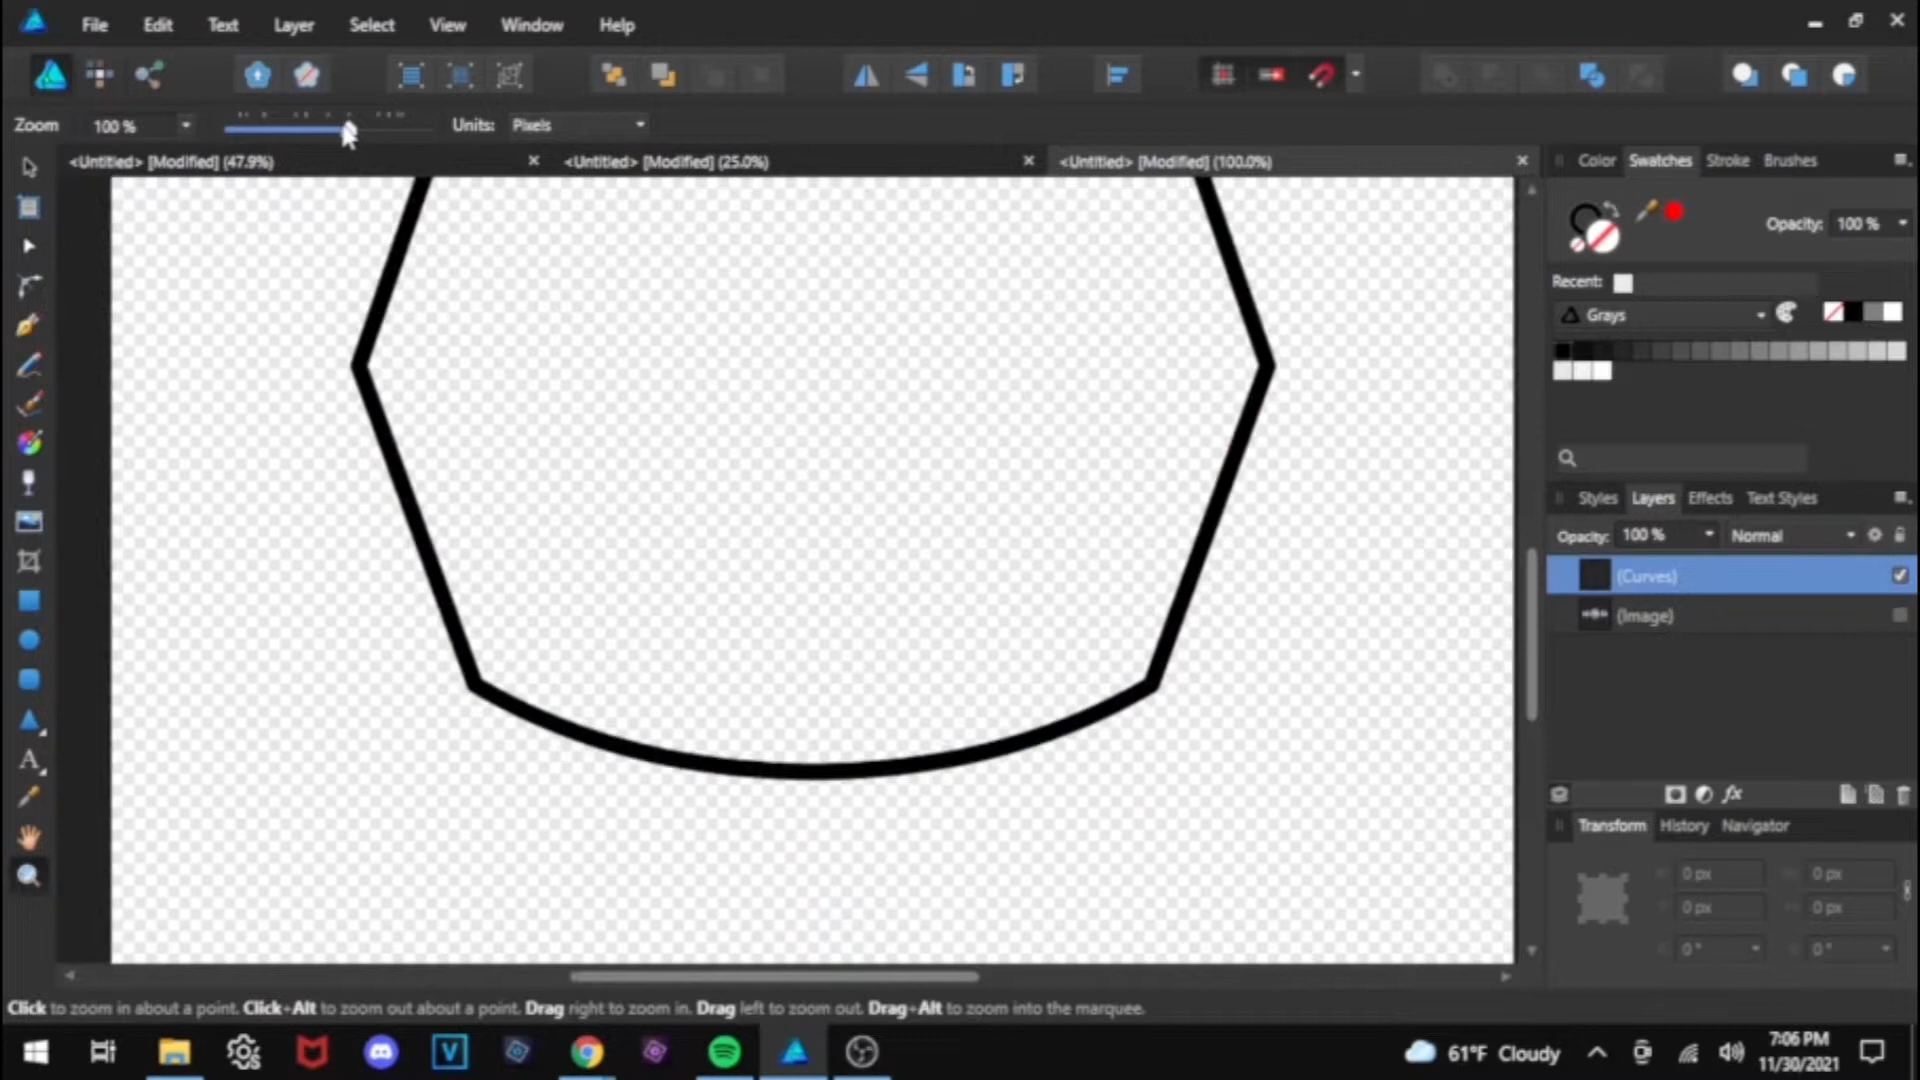 File Edit Text Layer Select View Window Help
Zoom 100 % Units: Pixels
<Untitled> [Modified] (47.9%) <Untitled> [Modified] (25.0%) <Untitled> [Modified] (100.0%)
Color Swatches Stroke Brushes
Opacity: 100 %
Recent:
Grays
Styles Layers Effects Text Styles
Opacity: 100 % Normal
(Curves)
(Image)
fx
Transform History Navigator
0 px 0 px
0 px 0 px
0 ° 0 °
Click to zoom in about a point. Click+Alt to zoom out about a point. Drag right to zoom in. Drag left to zoom out. Drag+Alt to zoom into the marquee.
61°F Cloudy
7:06 PM
11/30/2021